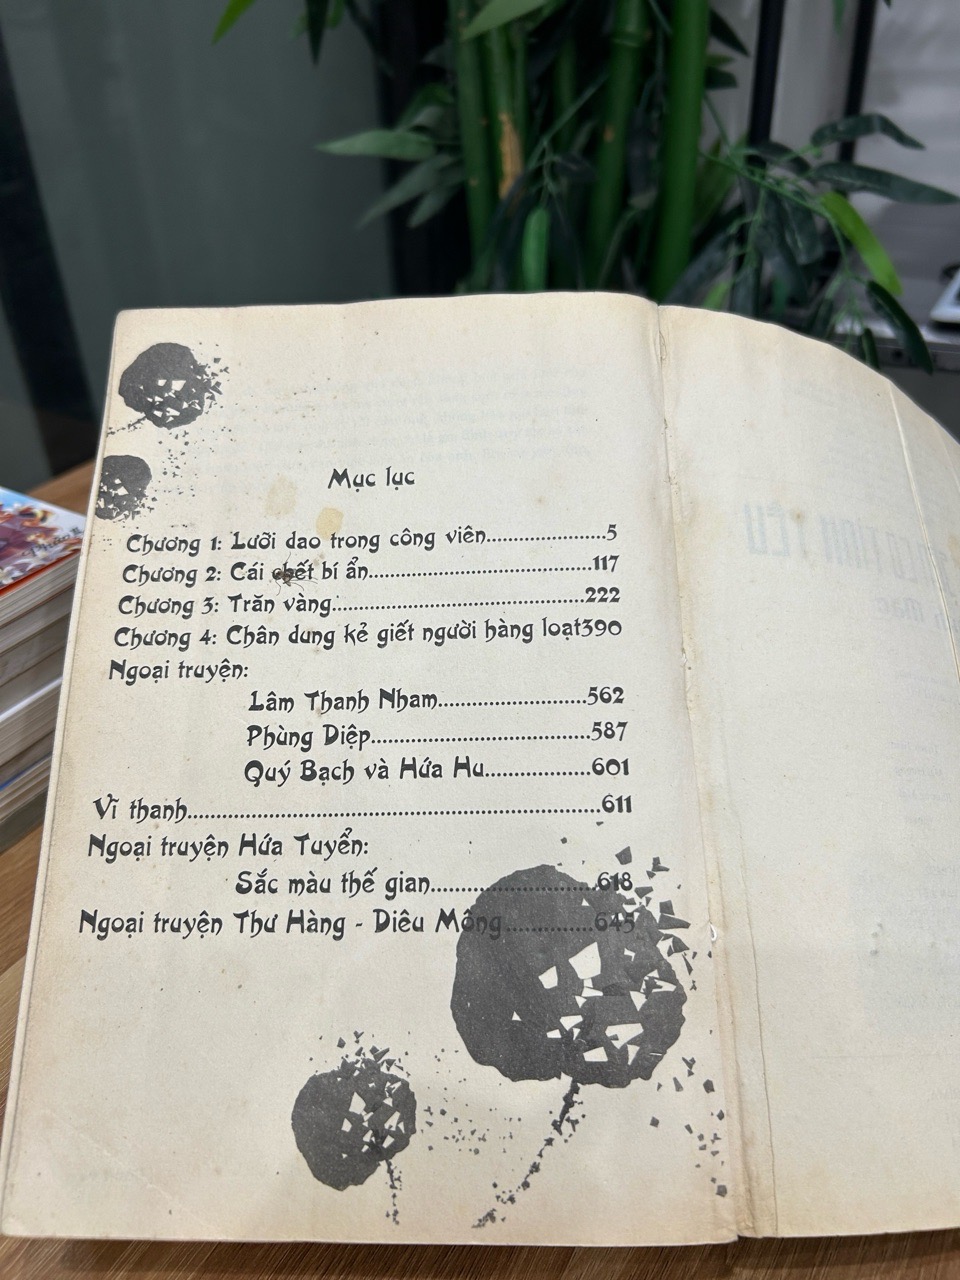 Mục lục
Chương 1: Lưỡi dao trong công viên.....................5
Chương 2: Cái chết bí ẩn.......................................117
Chương 3: Trăn vàng............................................222
Chương 4: Chân dung kẻ giết người hàng loạt390
Ngoại truyện:
Lâm Thanh Nham..........................562
Phùng Diệp......................................587
Quý Bạch và Hứa Hu...................601
Vĩ thanh........................................................................611
Ngoại truyện Hứa Tuyển:
Sắc màu thế gian.............................618
Ngoại truyện Thư Hàng - Diêu Mông...............645